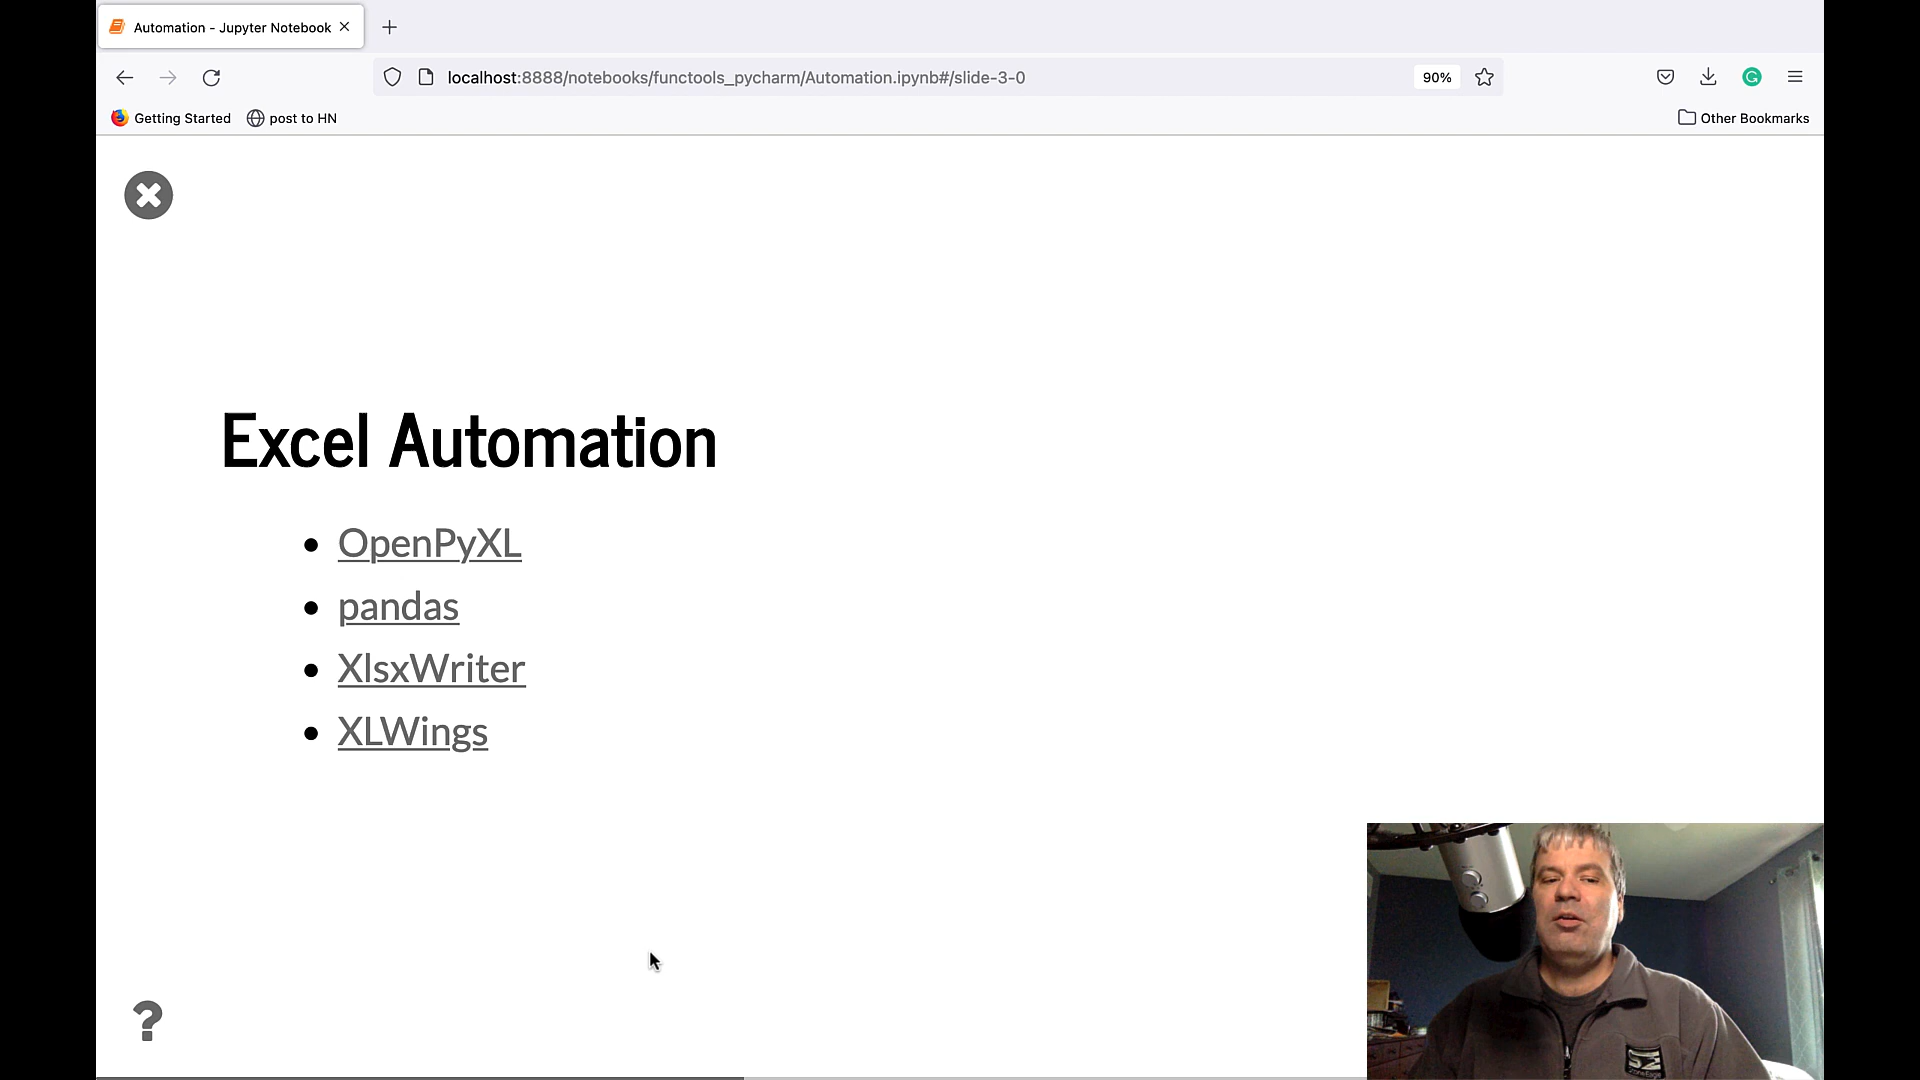 Automation - Jupyter Notebook
localhost:8888/notebooks/functools_pycharm/Automation.ipynb#/slide-3-0
90%
Getting Started
post to HN
Other Bookmarks
Excel Automation
OpenPyXL
pandas
XlsxWriter
XLWings
?